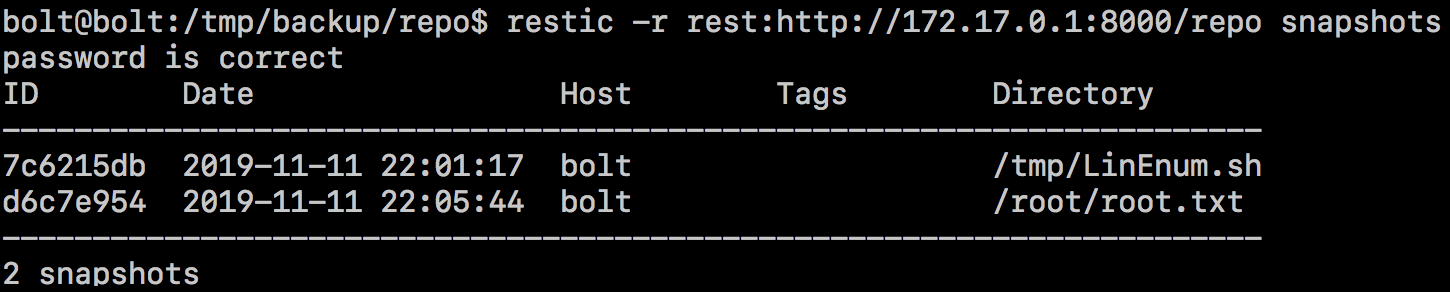 bolt@bolt:/tmp/backup/repo$ restic -r rest:http://172.17.0.1:8000/repo snapshots
password is correct
ID        Date                 Host        Tags        Directory
----------------------------------------------------------------------
7c6215db  2019-11-11 22:01:17  bolt                    /tmp/LinEnum.sh
d6c7e954  2019-11-11 22:05:44  bolt                    /root/root.txt
----------------------------------------------------------------------
2 snapshots